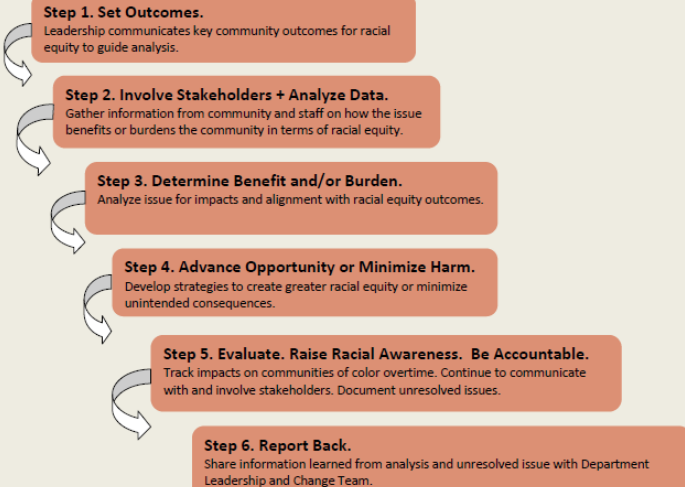 Step 1. Set Outcomes.
Leadership communicates key community outcomes for racial
equity to guide analysis.
Step 2. Involve Stakeholders + Analyze Data.
Gather information from community and staff on how the issue
benefits or burdens the community in terms of racial equity.
Step 3. Determine Benefit and/or Burden.
Analyze issue for impacts and alignment with racial equity outcomes.
Step 4. Advance Opportunity or Minimize Harm.
Develop strategies to create greater racial equity or minimize
unintended consequences.
Step 5. Evaluate. Raise Racial Awareness. Be Accountable.
Track impacts on communities of color overtime. Continue to communicate
with and involve stakeholders. Document unresolved issues.
Step 6. Report Back.
Share information learned from analysis and unresolved issue with Department
Leadership and Change Team.